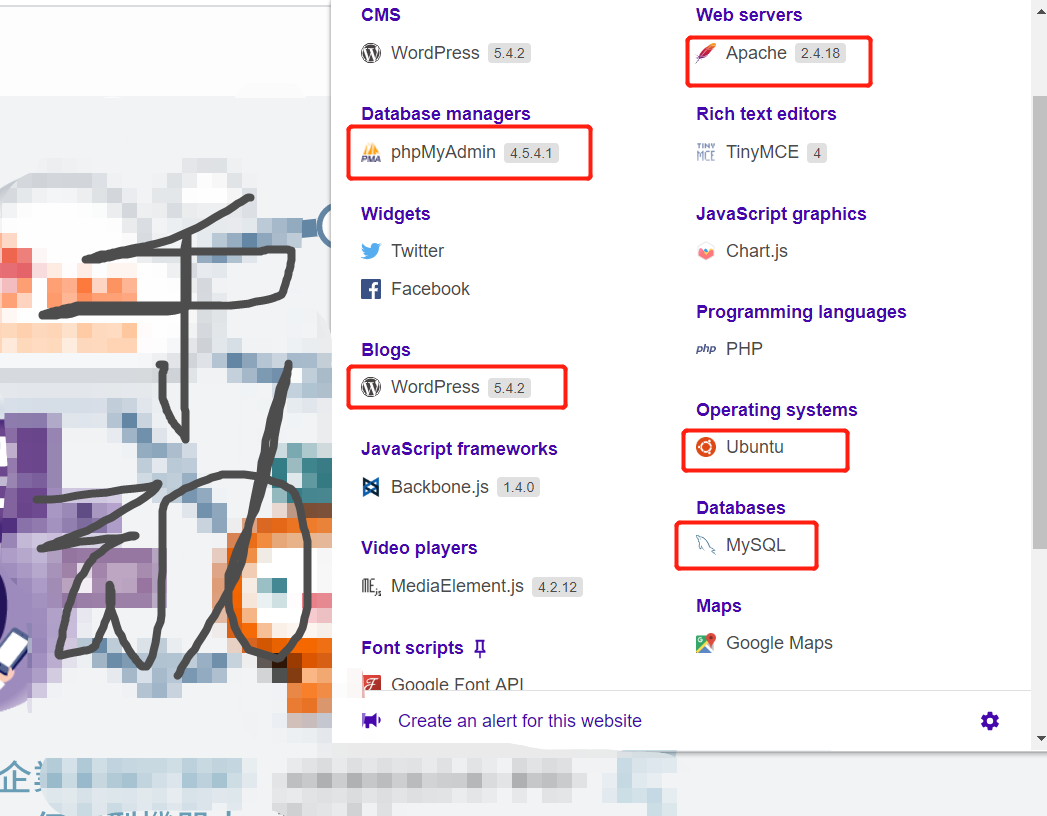 CMS
WordPress 5.4.2
Database managers
phpMyAdmin 4.5.4.1
Widgets
Twitter
Facebook
Blogs
WordPress 5.4.2
JavaScript frameworks
Backbone.js 1.4.0
Video players
MediaElement.js 4.2.12
Font scripts
Google Font API
Web servers
Apache 2.4.18
Rich text editors
TinyMCE 4
JavaScript graphics
Chart.js
Programming languages
php PHP
Operating systems
Ubuntu
Databases
MySQL
Maps
Google Maps
Create an alert for this website
企